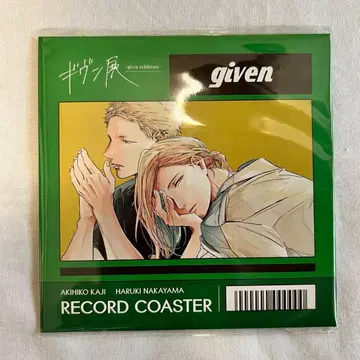 ギヴン展
given exhibition
given
AKIHIKO KAJI HARUKI NAKAYAMA
RECORD COASTER